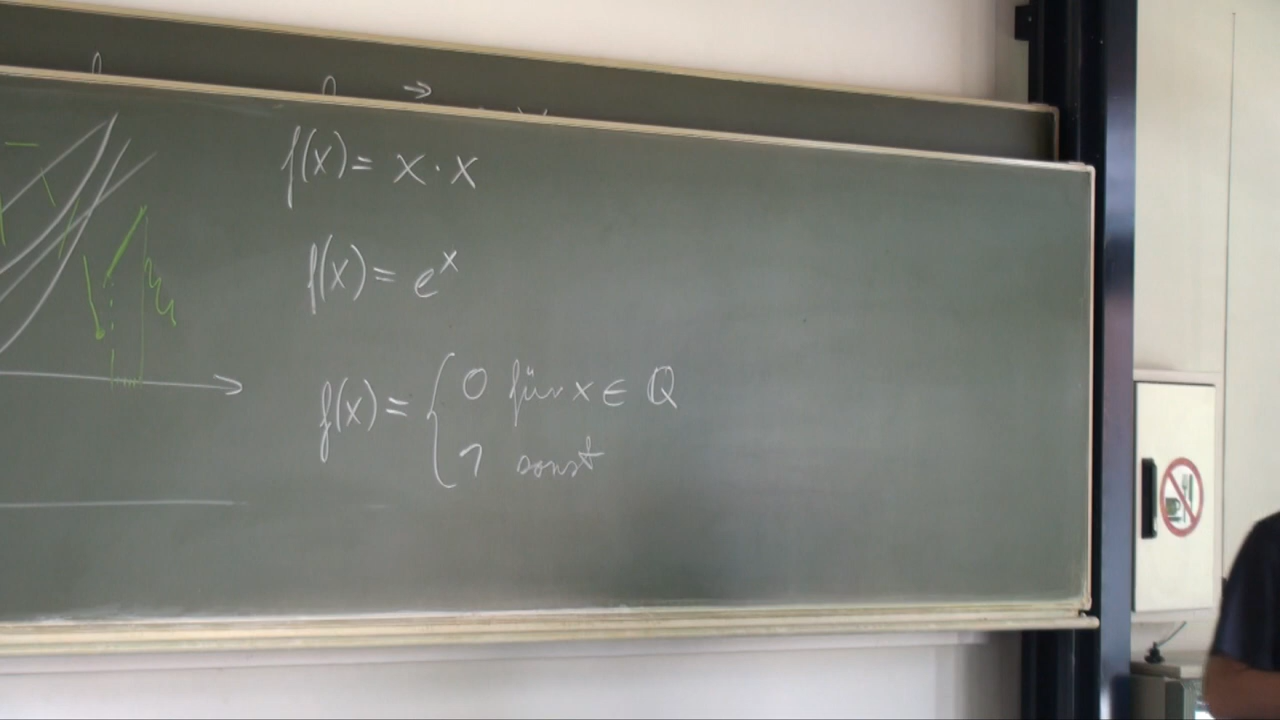 f(x) = x · x
f(x) = e^x
f(x) = { 0 für x ∈ Q
1 sonst